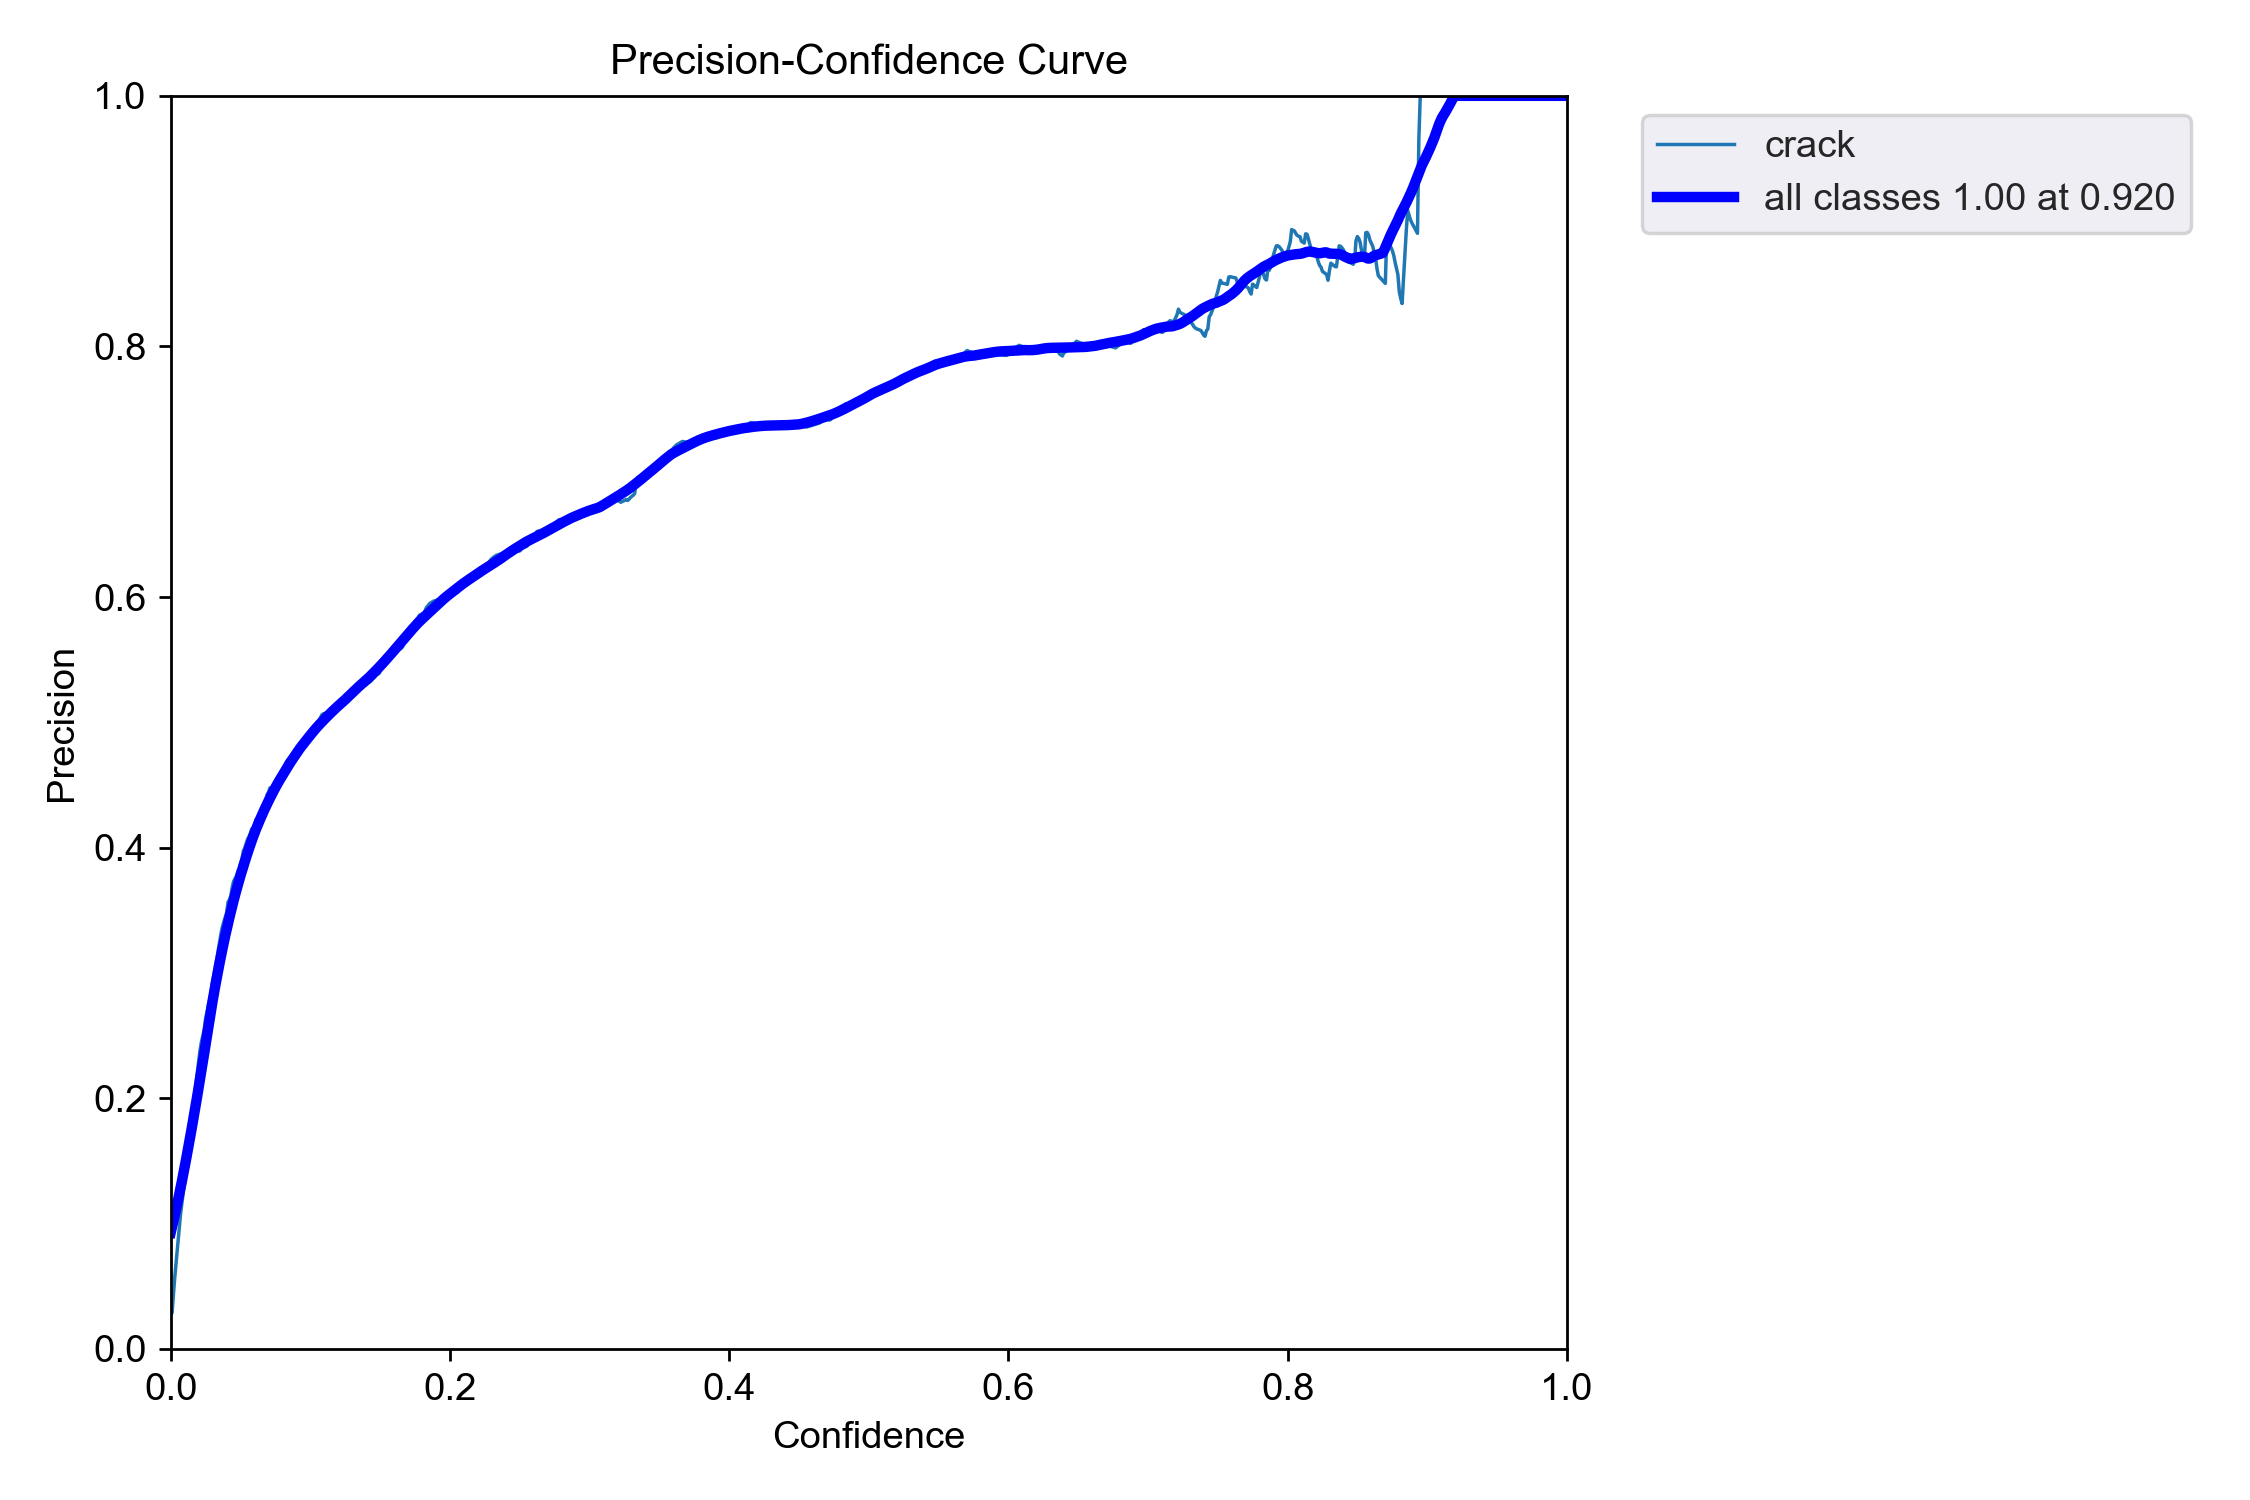 Precision-Confidence Curve
1.0
0.8
0.6
0.4
0.2
0.0
Precision
0.0 0.2 0.4 0.6 0.8 1.0
Confidence
crack
all classes 1.00 at 0.920